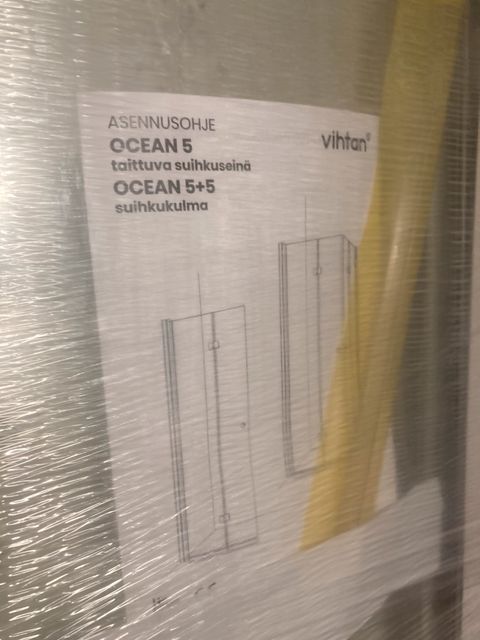 ASENNUSOHJE
OCEAN 5
vihtan
taittuva suihkuseinä
OCEAN 5+5
suihkukulma